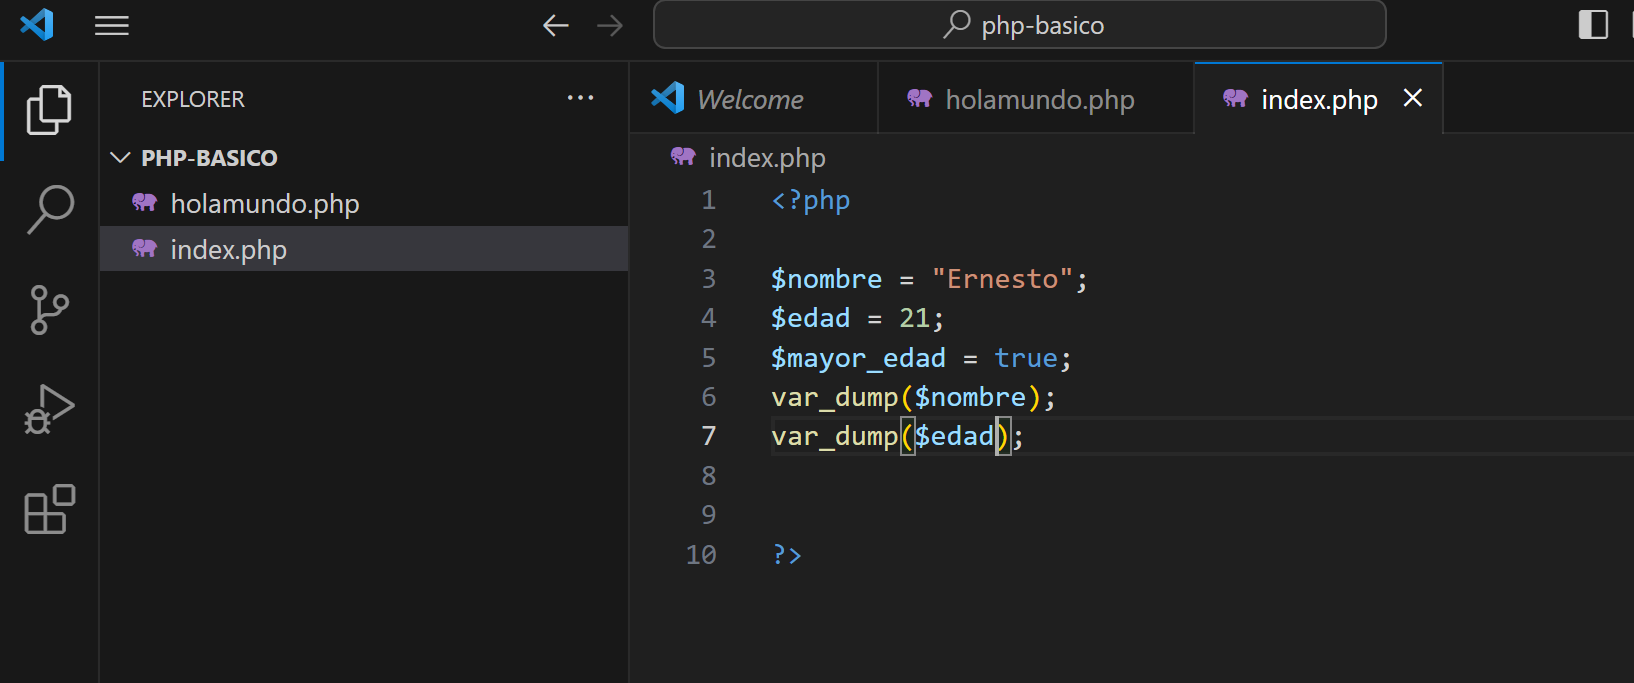 php-basico
EXPLORER
PHP-BASICO
holamundo.php
index.php
Welcome
holamundo.php
index.php
index.php
1 <?php
2
3 $nombre = "Ernesto";
4 $edad = 21;
5 $mayor_edad = true;
6 var_dump($nombre);
7 var_dump($edad);
8
9
10 ?>